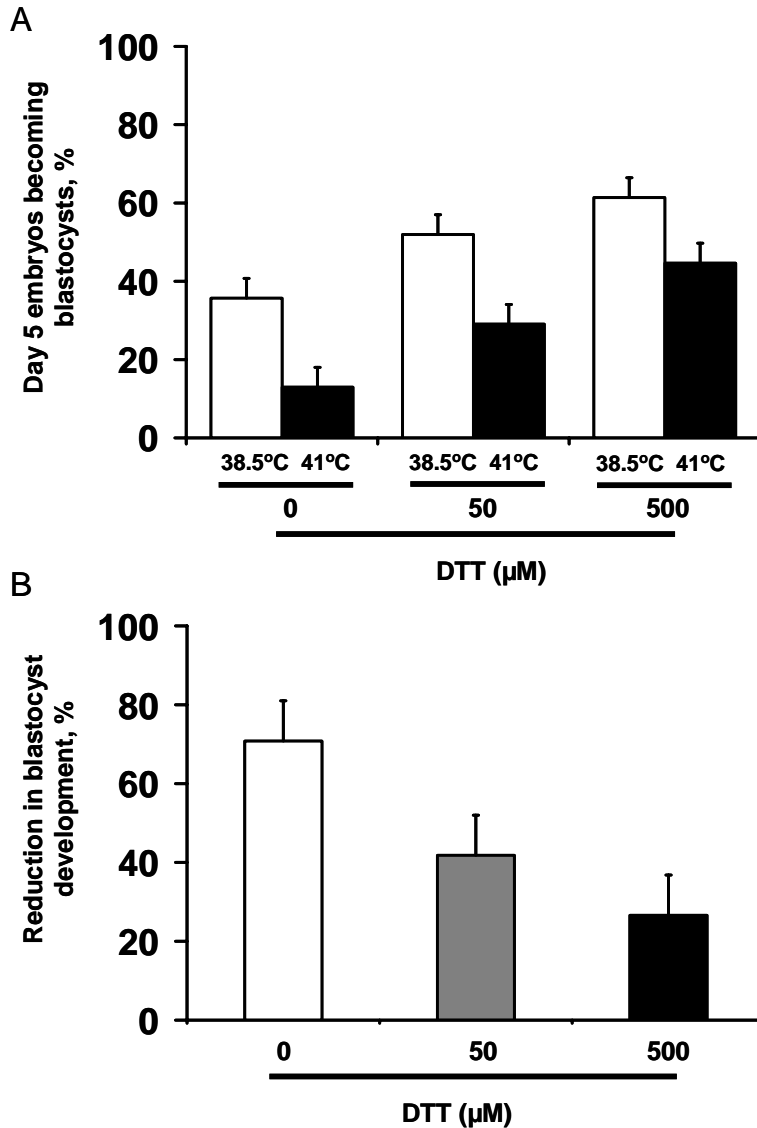 A
100
80
60
40
20
0
Day 5 embryos becoming
blastocysts, %
38.5ºC 41ºC 38.5ºC 41ºC 38.5ºC 41ºC
0 50 500
DTT (µM)
B
100
80
60
40
20
0
Reduction in blastocyst
development, %
0 50 500
DTT (µM)